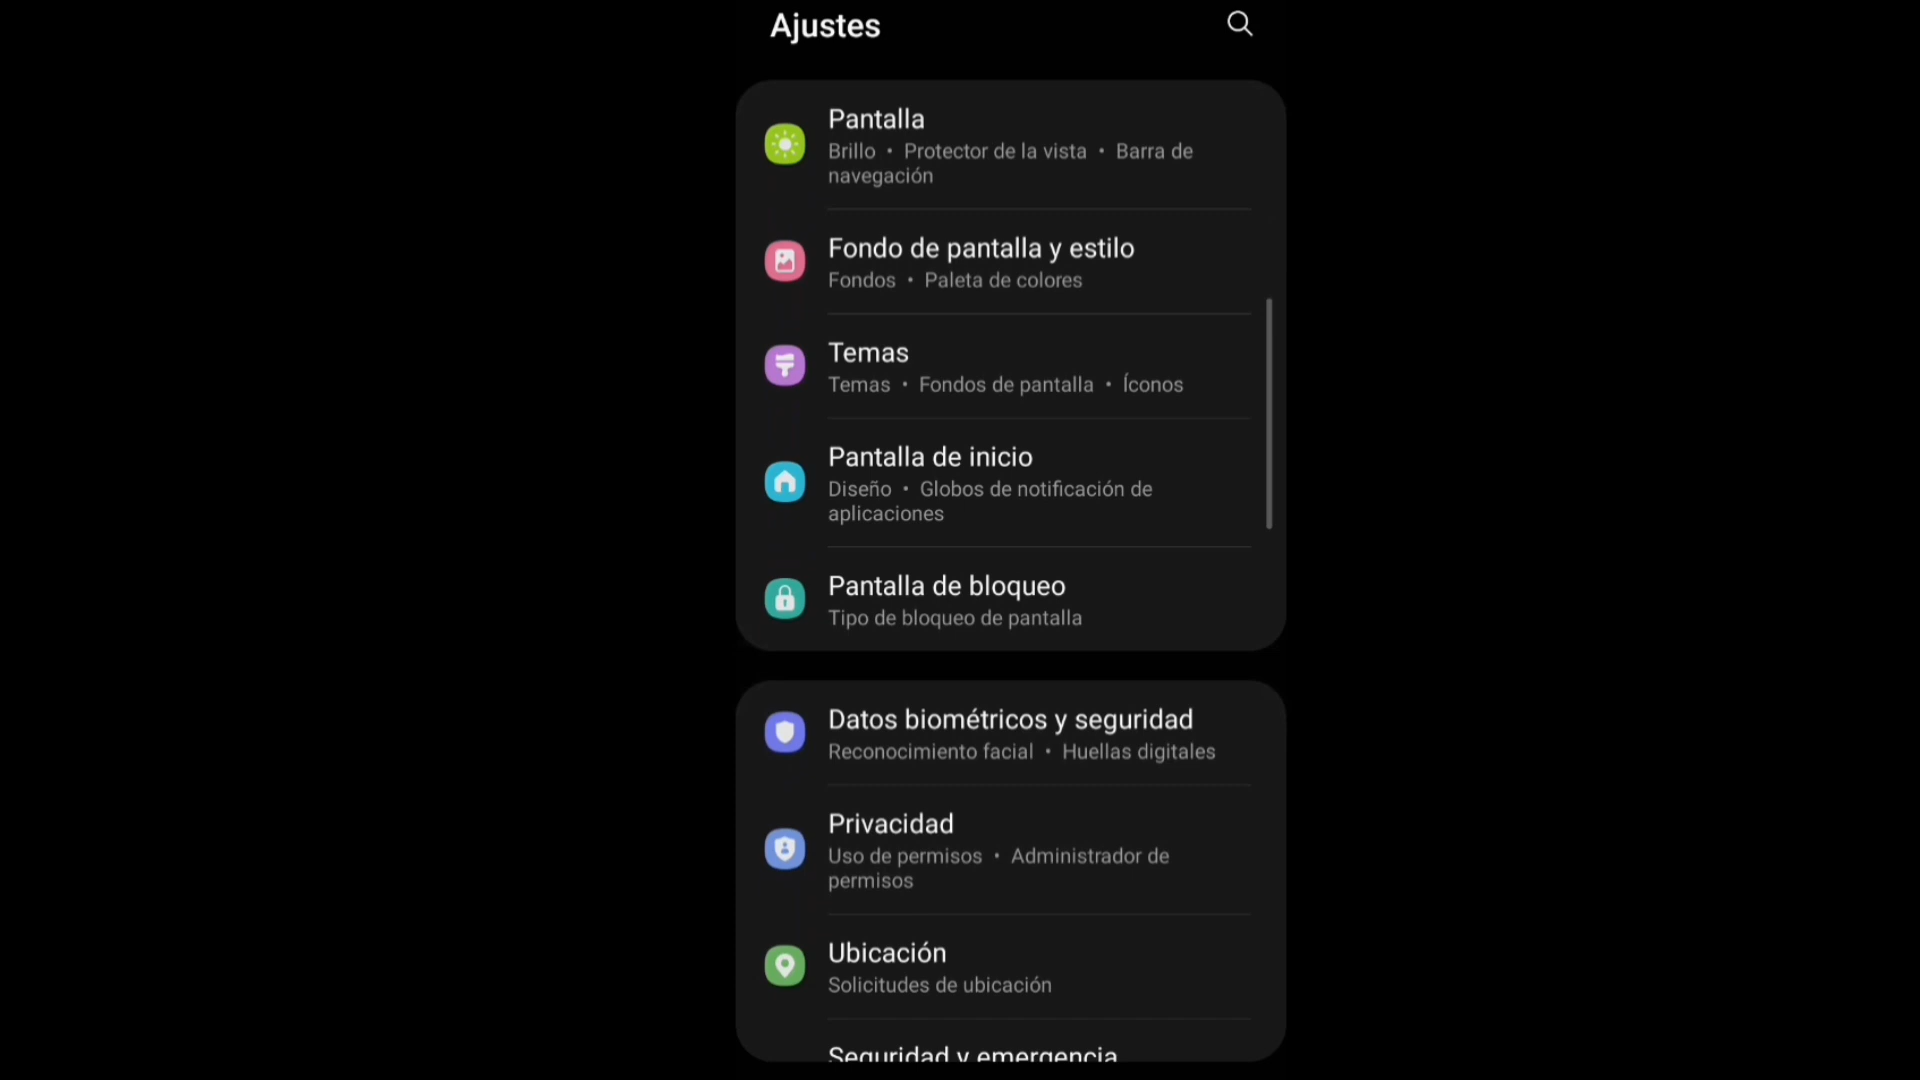 Ajustes
Pantalla
Brillo • Protector de la vista • Barra de
navegación
Fondo de pantalla y estilo
Fondos • Paleta de colores
Temas
Temas • Fondos de pantalla • Íconos
Pantalla de inicio
Diseño • Globos de notificación de
aplicaciones
Pantalla de bloqueo
Tipo de bloqueo de pantalla
Datos biométricos y seguridad
Reconocimiento facial • Huellas digitales
Privacidad
Uso de permisos • Administrador de
permisos
Ubicación
Solicitudes de ubicación
Seguridad y emergencia